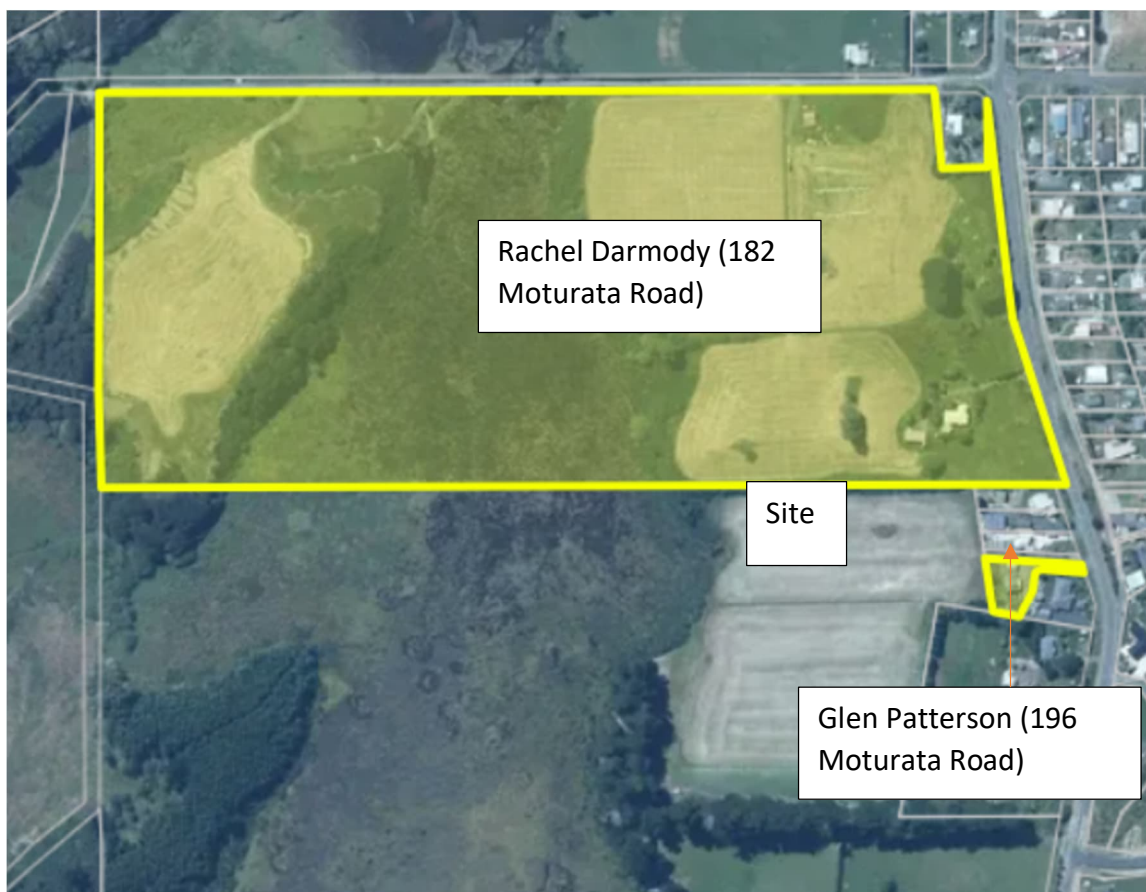 Rachel Darmody (182
Moturata Road)
Site
Glen Patterson (196
Moturata Road)